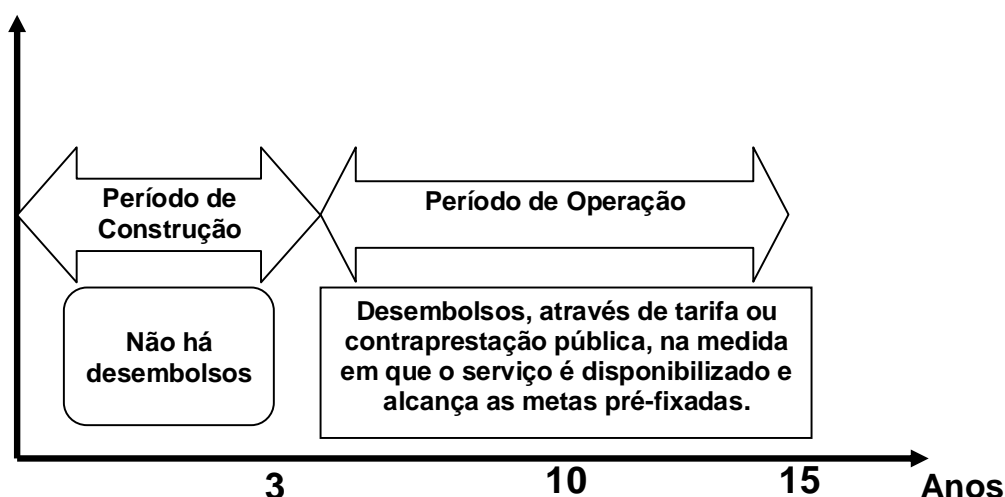 Período de
Construção
Período de Operação
Não há
desembolsos
Desembolsos, através de tarifa ou
contraprestação pública, na medida
em que o serviço é disponibilizado e
alcança as metas pré-fixadas.
3
10
15
Anos